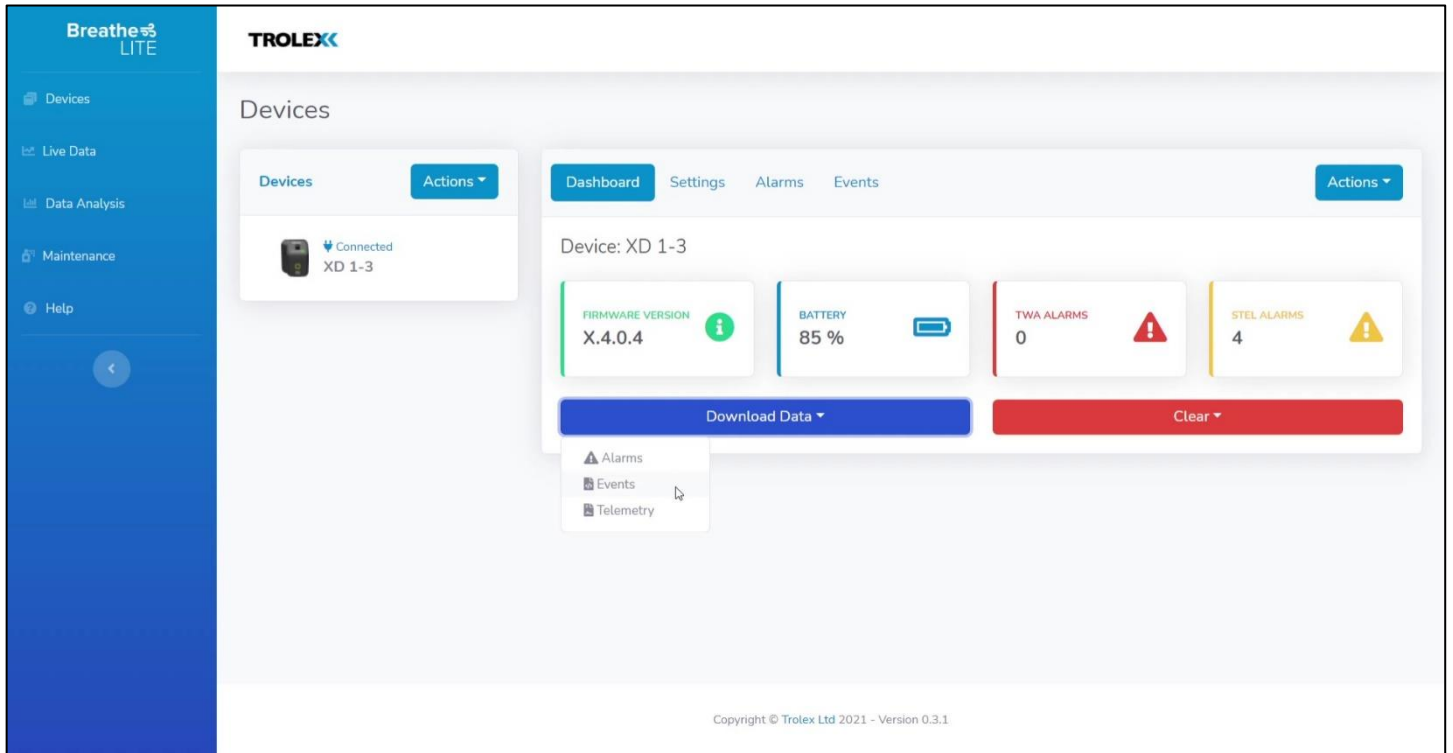 Breathe
LITE
TROLEX
Devices
Live Data
Data Analysis
Maintenance
Help
Devices
Devices
Actions
Connected
XD 1-3
Dashboard Settings Alarms Events
Actions
Device: XD 1-3
FIRMWARE VERSION
X.4.0.4
BATTERY
85 %
TWA ALARMS
0
STEL ALARMS
4
Download Data
Clear
Alarms
Events
Telemetry
Copyright © Trolex Ltd 2021 - Version 0.3.1